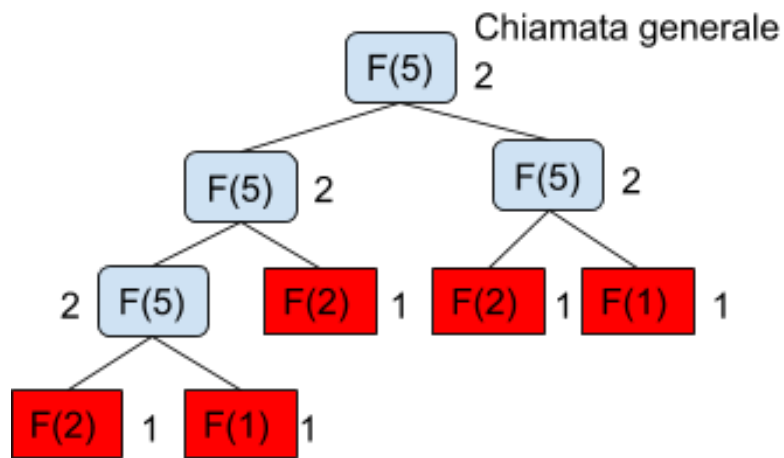 Chiamata generale
F(5) 2
F(5) 2 F(5) 2
2 F(5) F(2) 1 F(2) 1 F(1) 1
F(2) 1 F(1) 1